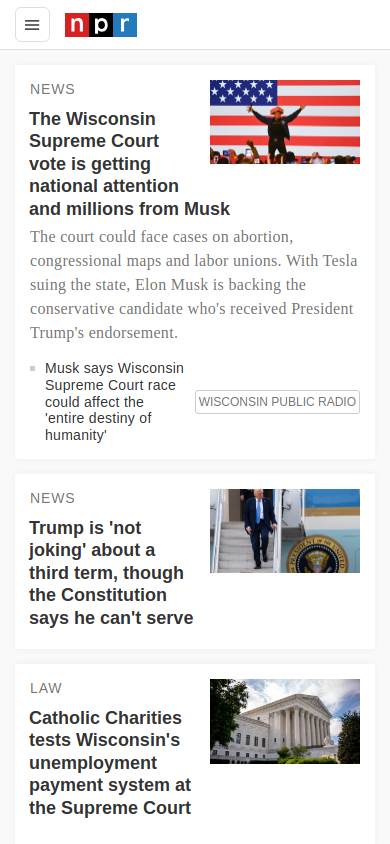 npr
NEWS
The Wisconsin
Supreme Court
vote is getting
national attention
and millions from Musk
The court could face cases on abortion,
congressional maps and labor unions. With Tesla
suing the state, Elon Musk is backing the
conservative candidate who's received President
Trump's endorsement.
Musk says Wisconsin
Supreme Court race
could affect the
'entire destiny of
humanity'
WISCONSIN PUBLIC RADIO
NEWS
Trump is 'not
joking' about a
third term, though
the Constitution
says he can't serve
LAW
Catholic Charities
tests Wisconsin's
unemployment
payment system at
the Supreme Court